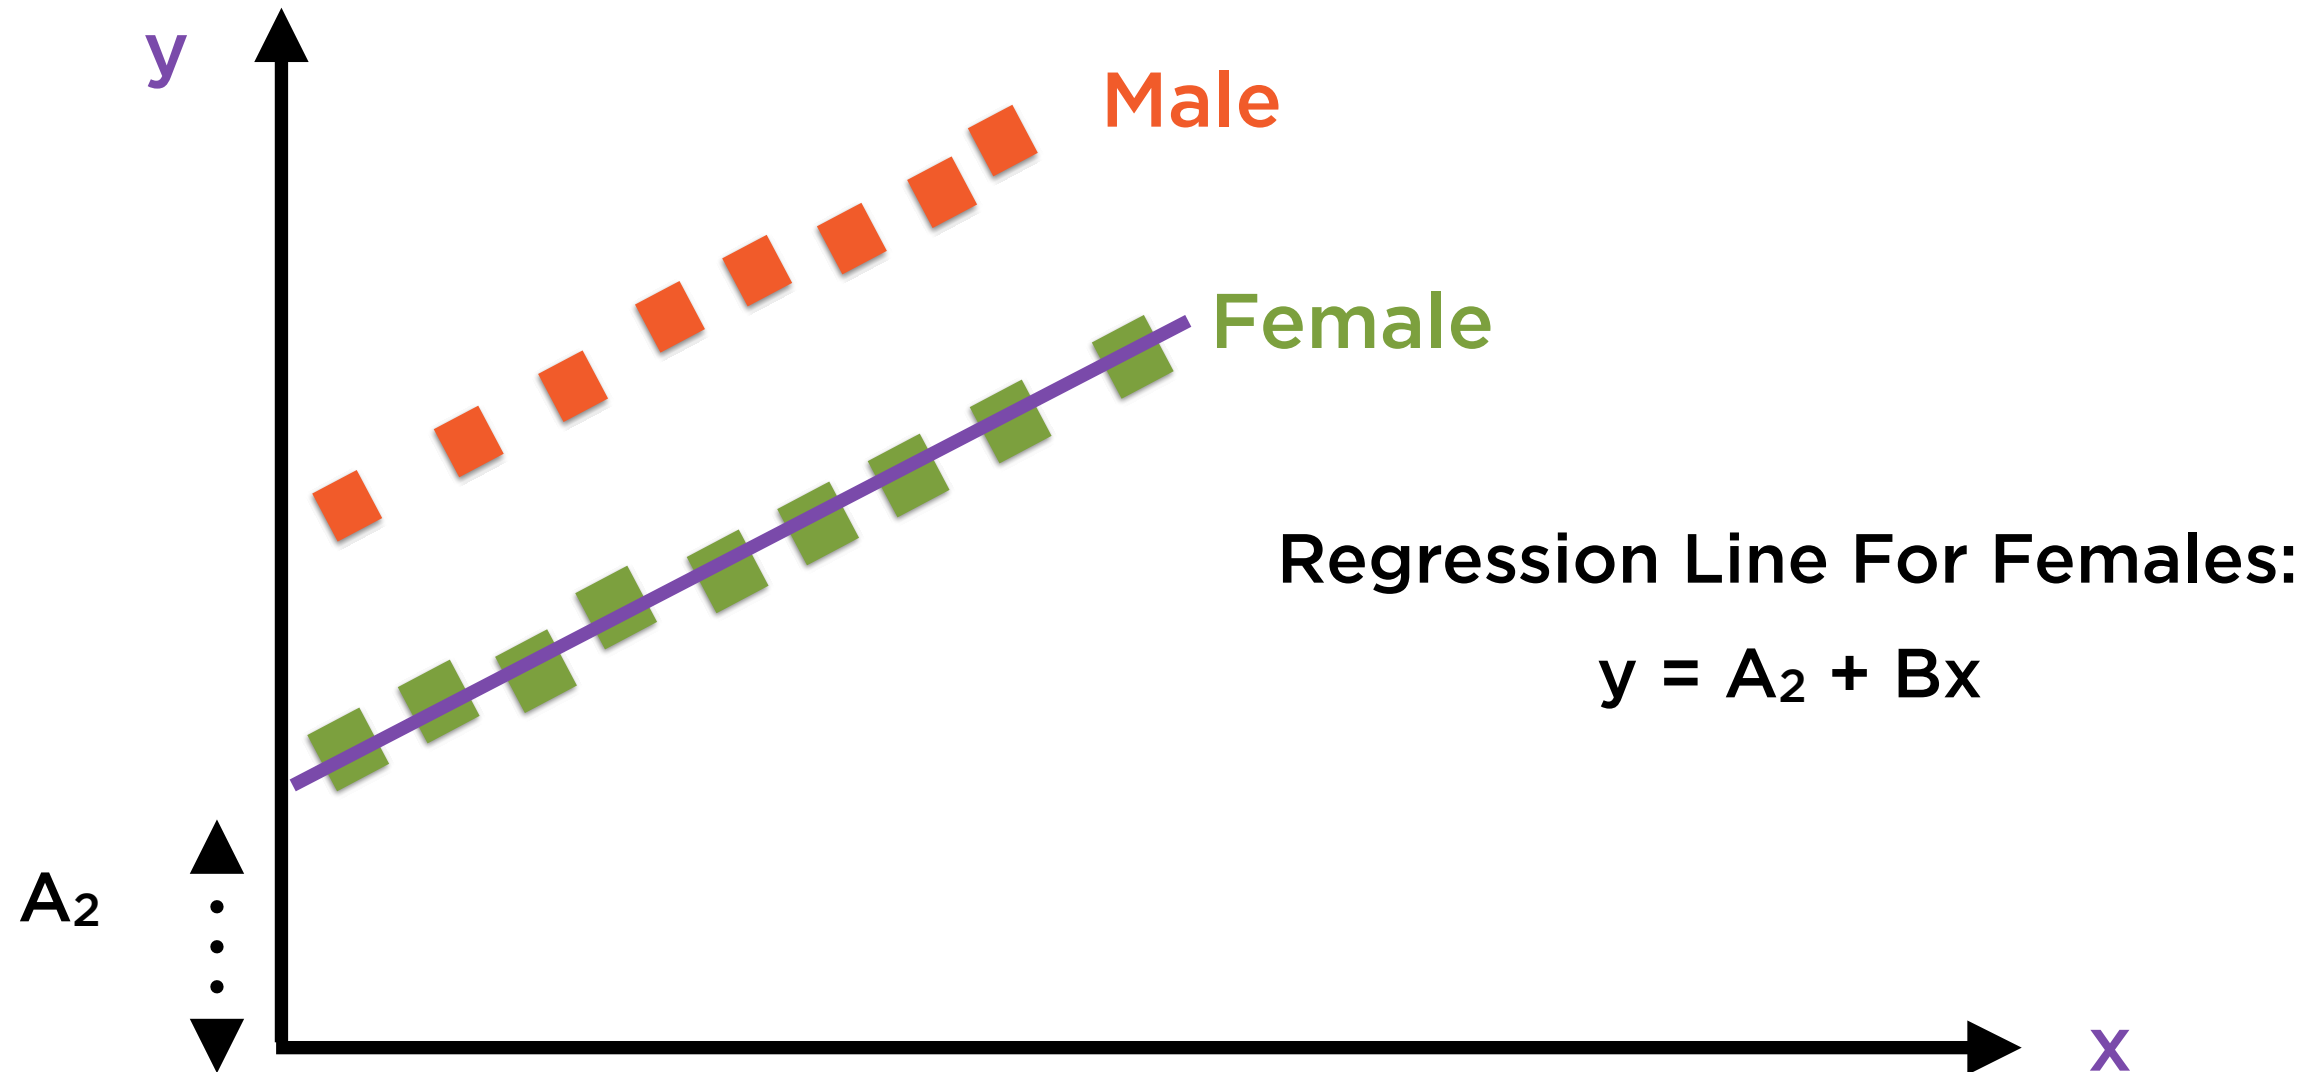 y
Male
Female
Regression Line For Females:
y = A₂ + Bx
A₂
x